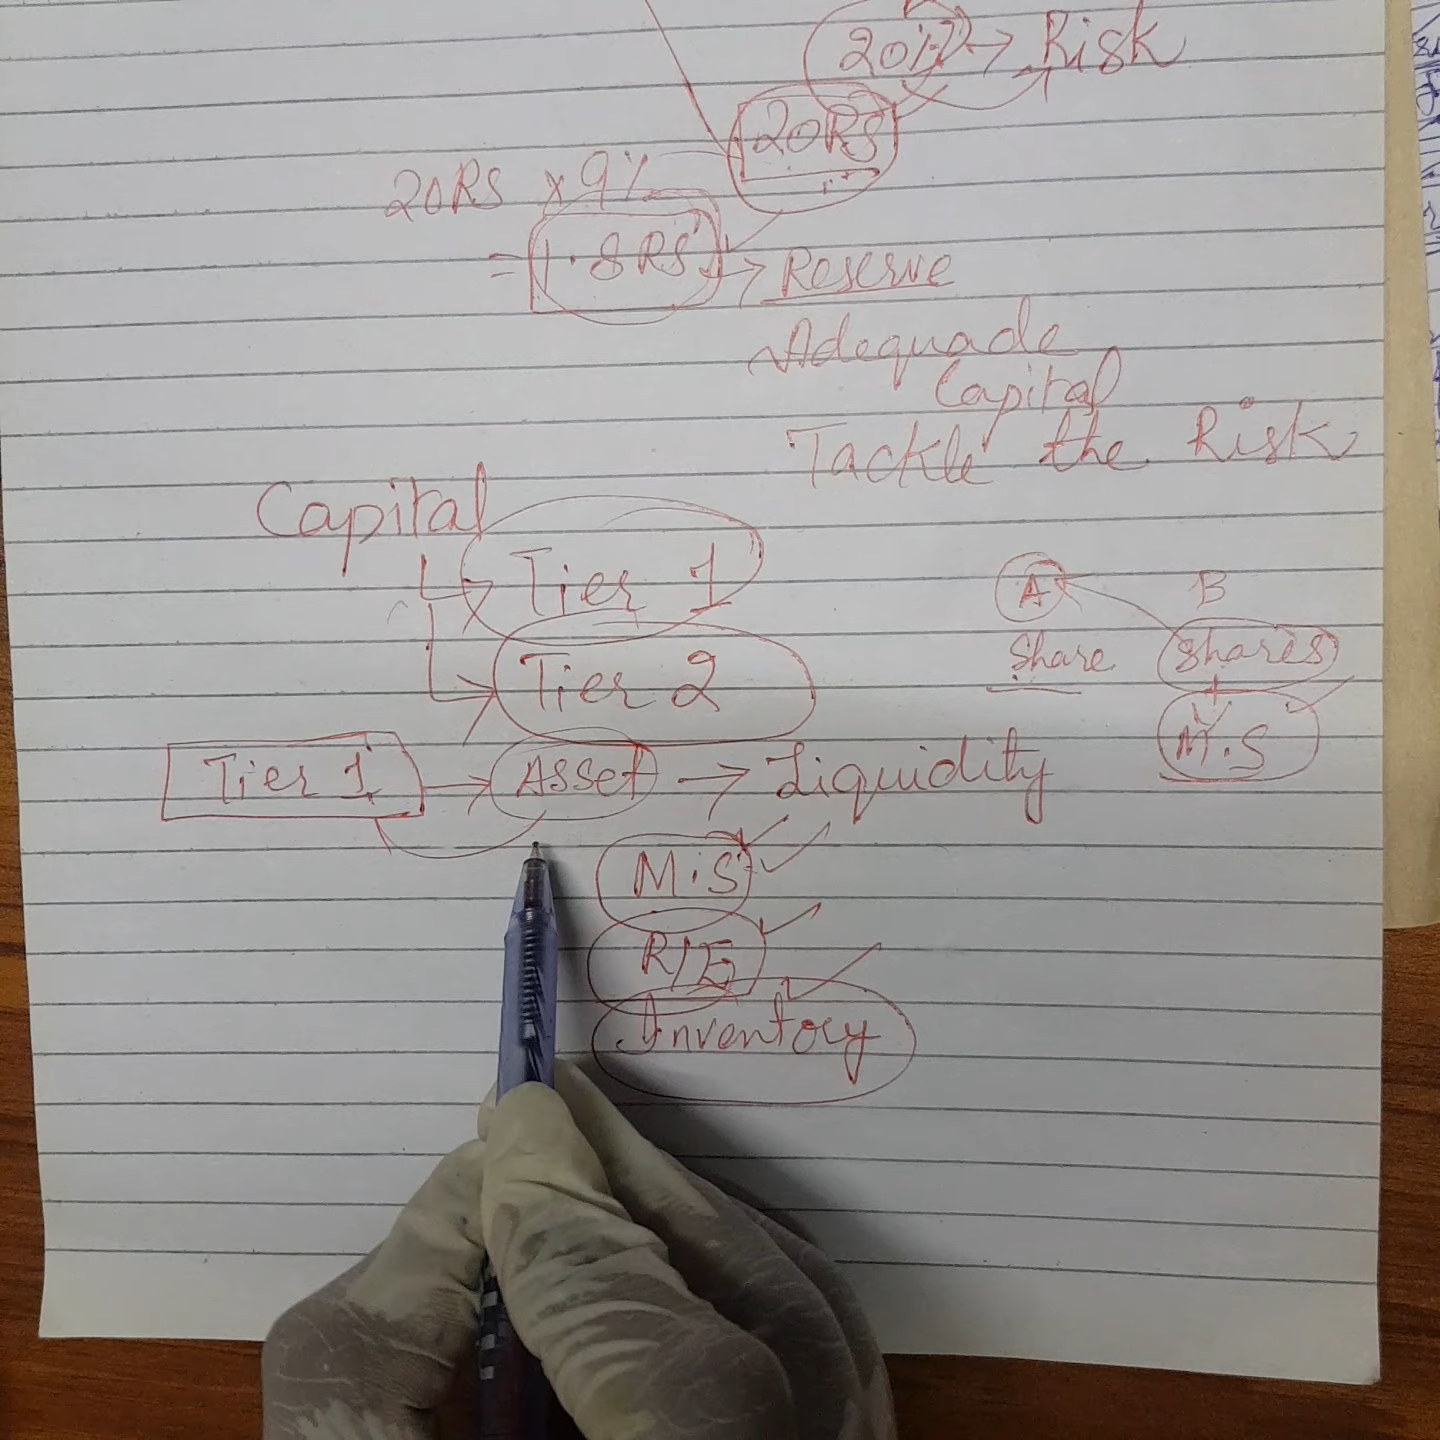 20% → Risk
20RS
20RS x 9%
= 1.8RS → Reserve
Adequade
Capital
Tackle the Risk
Capital
Tier 1
A B
Share shares
Tier 2
M.S
Tier 1 → Asset → Liquidity
M.S
R/E
Inventory